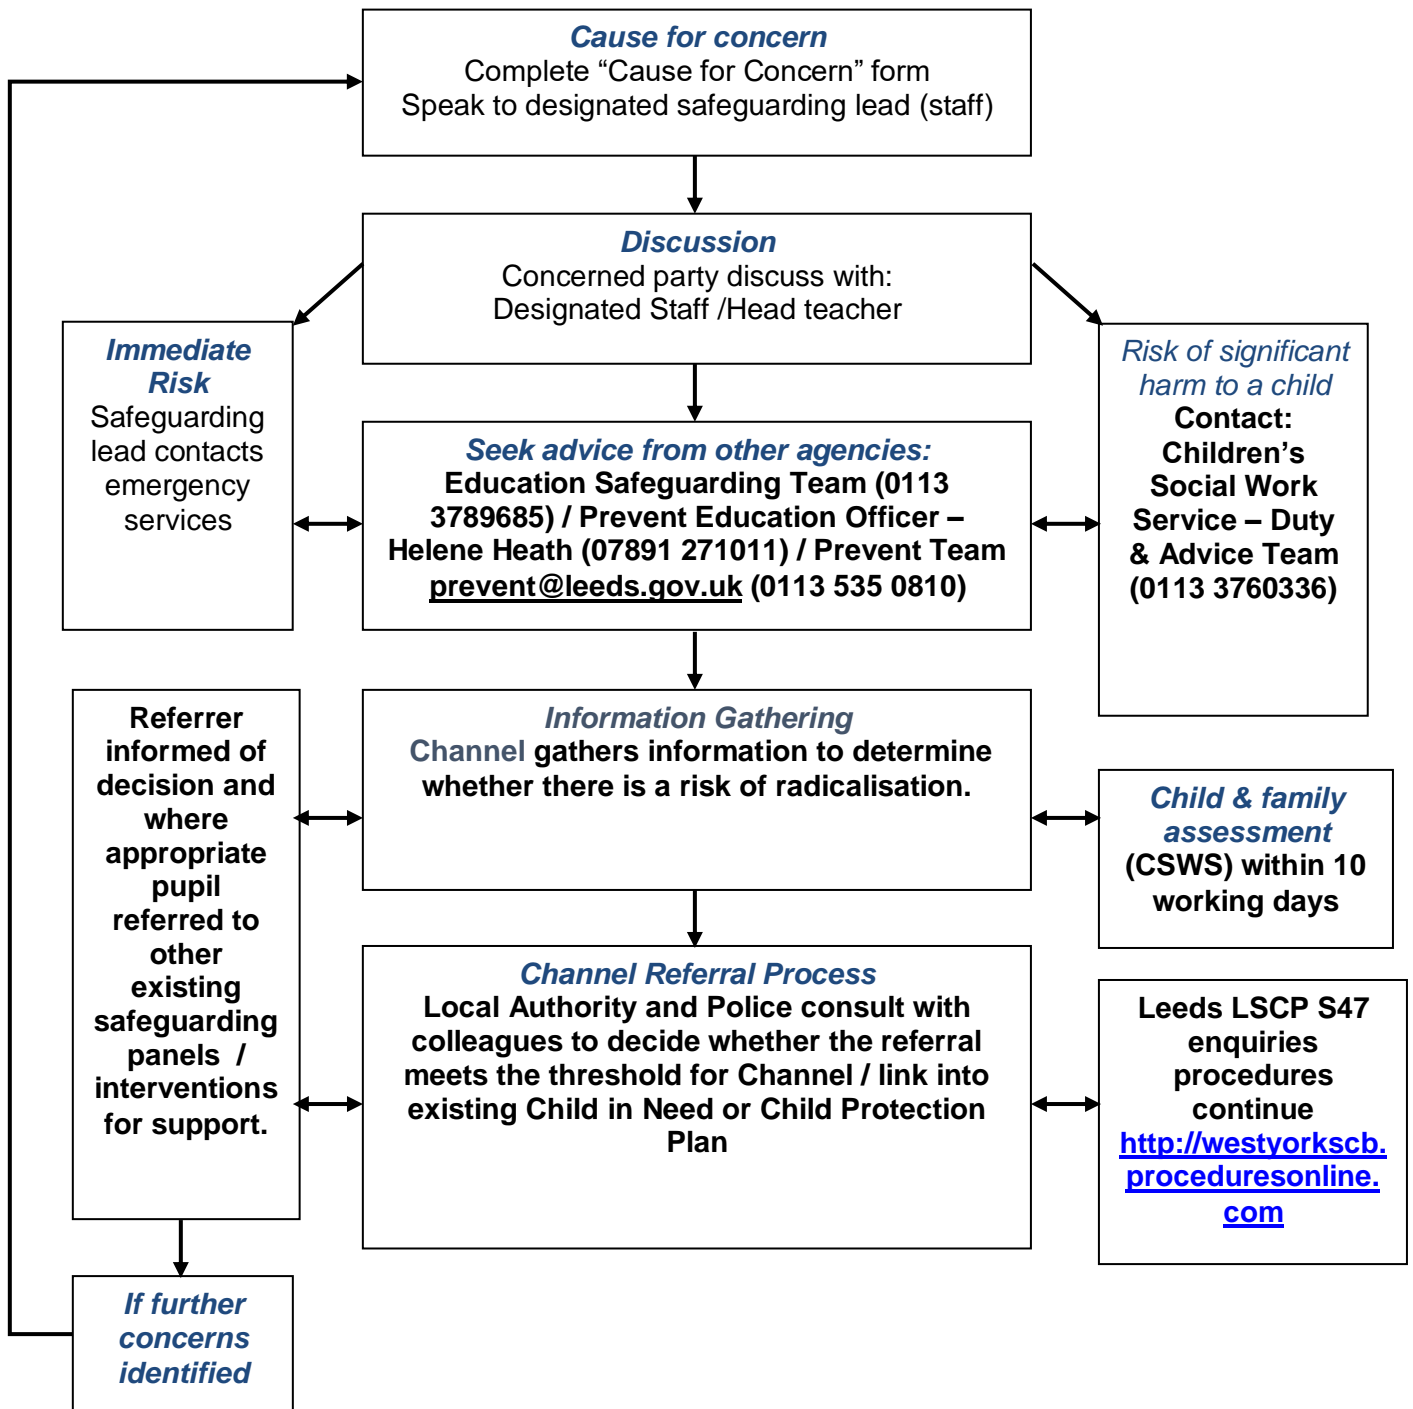 Cause for concern
Complete “Cause for Concern” form
Speak to designated safeguarding lead (staff)
Discussion
Concerned party discuss with:
Designated Staff /Head teacher
Immediate
Risk
Safeguarding
lead contacts
emergency
services
Seek advice from other agencies:
Education Safeguarding Team (0113
3789685) / Prevent Education Officer –
Helene Heath (07891 271011) / Prevent Team
prevent@leeds.gov.uk (0113 535 0810)
Risk of significant
harm to a child
Contact:
Children’s
Social Work
Service – Duty
& Advice Team
(0113 3760336)
Referrer
informed of
decision and
where
appropriate
pupil
referred to
other
existing
safeguarding
panels /
interventions
for support.
Information Gathering
Channel gathers information to determine
whether there is a risk of radicalisation.
Child & family
assessment
(CSWS) within 10
working days
Channel Referral Process
Local Authority and Police consult with
colleagues to decide whether the referral
meets the threshold for Channel / link into
existing Child in Need or Child Protection
Plan
Leeds LSCP S47
enquiries
procedures
continue
http://westyorkscb.
proceduresonline.
com
If further
concerns
identified